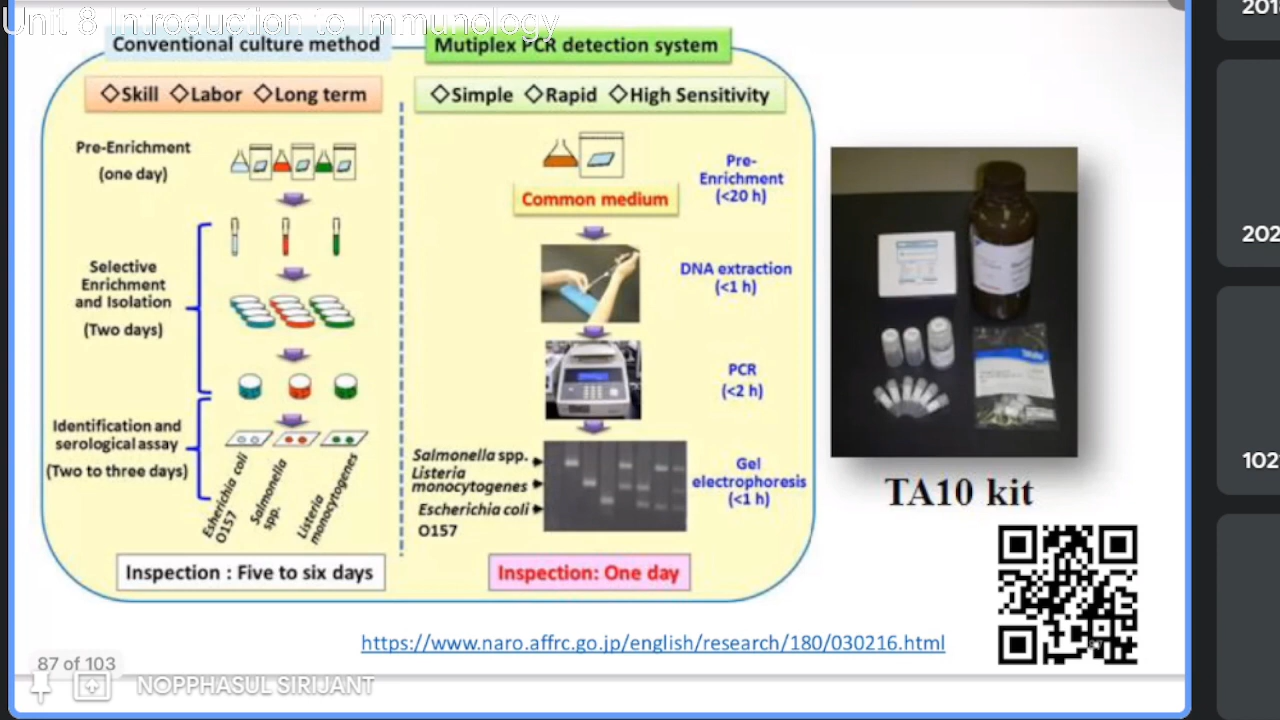 Unit 8 Introduction to Immunology
Conventional culture method
Mutiplex PCR detection system
◇Skill ◇Labor ◇Long term
◇Simple ◇Rapid ◇High Sensitivity
Pre-Enrichment
(one day)
Selective
Enrichment
and Isolation
(Two days)
Identification and
serological assay
(Two to three days)
Esherichia coli
O157
Salmonella
spp.
Listeria
monocytogenes
Inspection : Five to six days
Common medium
Pre-
Enrichment
(<20 h)
DNA extraction
(<1 h)
PCR
(<2 h)
Salmonella spp.
Listeria
monocytogenes
Escherichia coli
O157
Gel
electrophoresis
(<1 h)
Inspection: One day
TA10 kit
https://www.naro.affrc.go.jp/english/research/180/030216.html
87 of 103
NOPPHASUL SIRIJANT
201
202
102